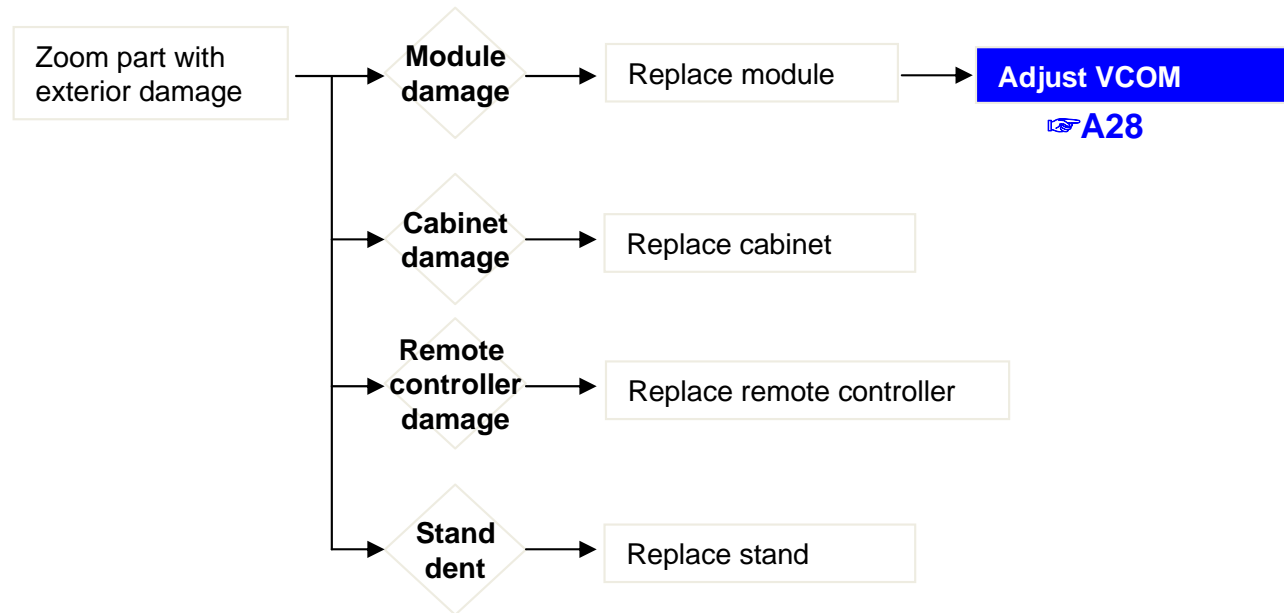 Zoom part with
exterior damage
Module
damage
Replace module
Adjust VCOM
☞A28
Cabinet
damage
Replace cabinet
Remote
controller
damage
Replace remote controller
Stand
dent
Replace stand